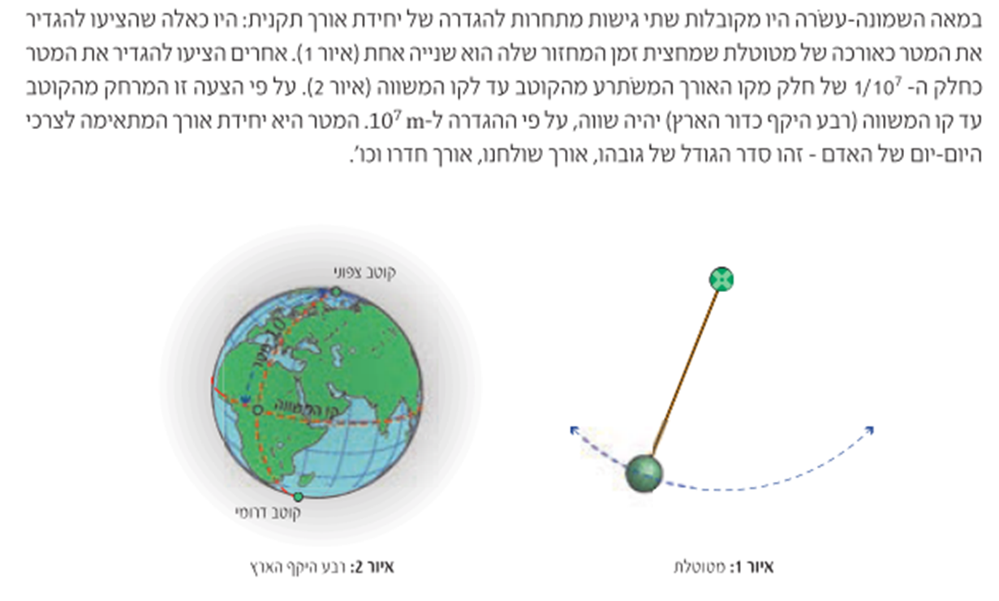 במאה השמונה-עשׂרה היו מקובלות שתי גישות מתחרות להגדרה של יחידת אורך תקנית: היו כאלה שהציעו להגדיר
את המטר כאורכה של מטוטלת שמחצית זמן המחזור שלה הוא שנייה אחת (איור 1). אחרים הציעו להגדיר את המטר
כחלק ה- 1/10⁷ של חלק מקו האורך המשׂתרע מהקוטב עד לקו המשווה (איור 2). על פי הצעה זו המרחק מהקוטב
עד קו המשווה (רבע היקף כדור הארץ) יהיה שווה, על פי ההגדרה ל-10⁷ m. המטר היא יחידת אורך המתאימה לצרכי
היום-יום של האדם - זהו סדר הגודל של גובהו, אורך שולחנו, אורך חדרו וכו'.
קוטב צפוני
10⁷ מטר
קו המשווה
קוטב דרומי
איור 1: מטוטלת
איור 2: רבע היקף הארץ